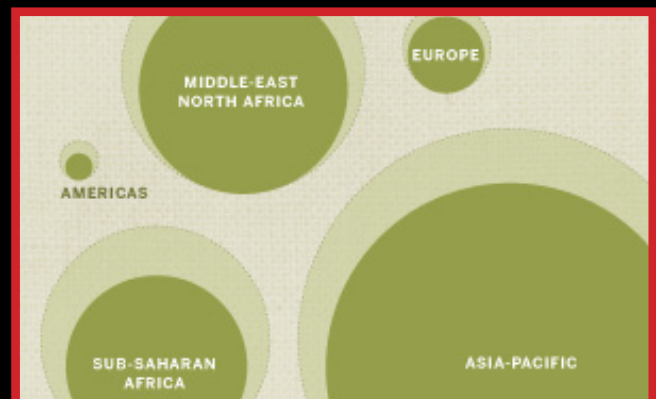 EUROPE
MIDDLE-EAST
NORTH AFRICA
AMERICAS
SUB-SAHARAN
AFRICA
ASIA-PACIFIC